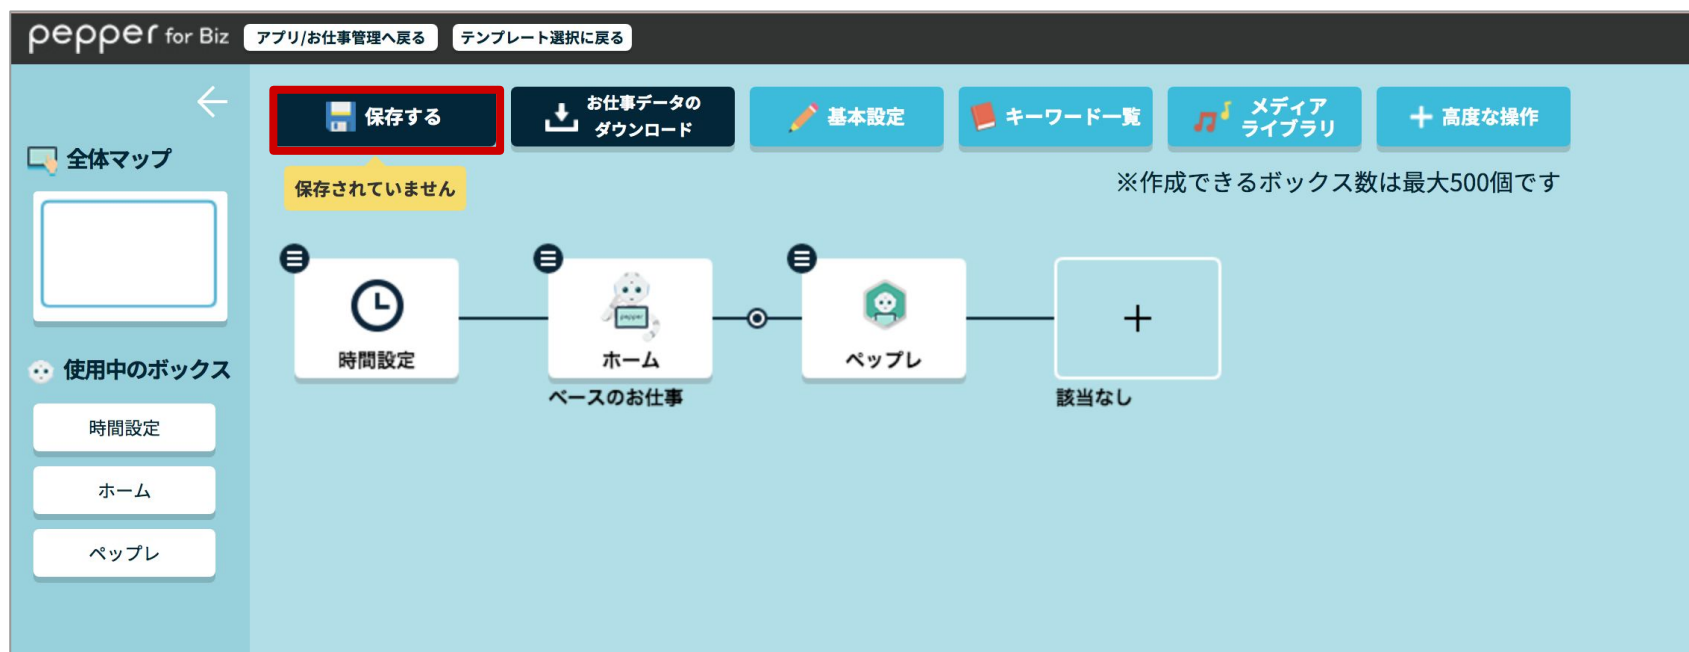 pepper for Biz アプリ/お仕事管理へ戻る テンプレート選択に戻る
保存する
お仕事データの
ダウンロード
基本設定
キーワード一覧
メディア
ライブラリ
高度な操作
全体マップ
保存されていません
※作成できるボックス数は最大500個です
pepper
時間設定
ホーム
ペップレ
ベースのお仕事
該当なし
使用中のボックス
時間設定
ホーム
ペップレ